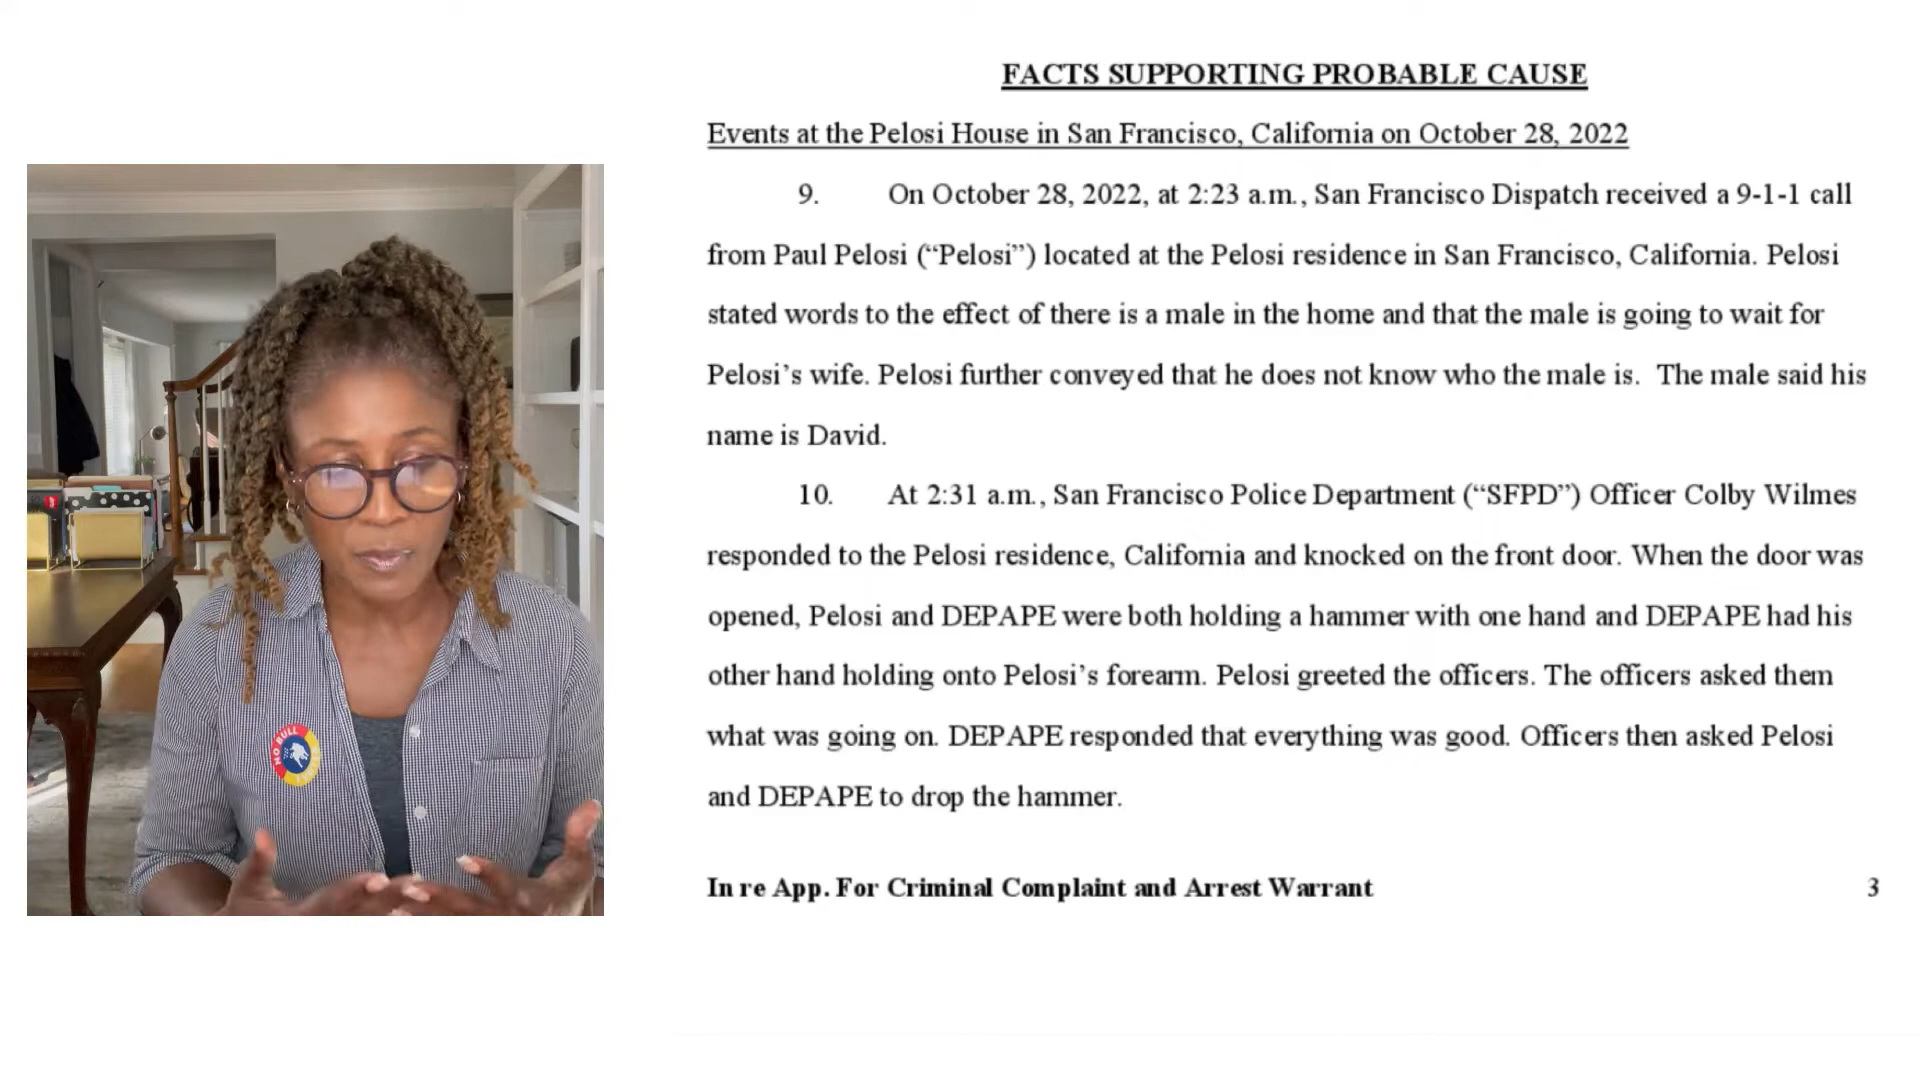 FACTS SUPPORTING PROBABLE CAUSE
Events at the Pelosi House in San Francisco, California on October 28, 2022
9. On October 28, 2022, at 2:23 a.m., San Francisco Dispatch received a 9-1-1 call
from Paul Pelosi (“Pelosi”) located at the Pelosi residence in San Francisco, California. Pelosi
stated words to the effect of there is a male in the home and that the male is going to wait for
Pelosi’s wife. Pelosi further conveyed that he does not know who the male is.  The male said his
name is David.
10. At 2:31 a.m., San Francisco Police Department (“SFPD”) Officer Colby Wilmes
responded to the Pelosi residence, California and knocked on the front door. When the door was
opened, Pelosi and DEPAPE were both holding a hammer with one hand and DEPAPE had his
other hand holding onto Pelosi’s forearm. Pelosi greeted the officers. The officers asked them
what was going on. DEPAPE responded that everything was good. Officers then asked Pelosi
and DEPAPE to drop the hammer.
In re App. For Criminal Complaint and Arrest Warrant 3
NO BULL